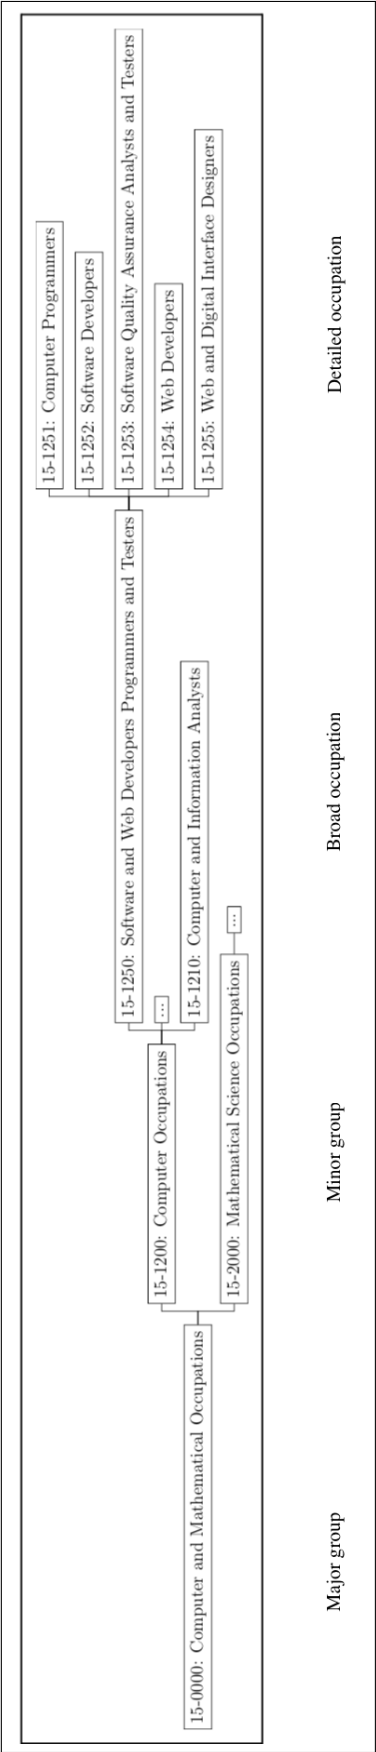 15-1251: Computer Programmers
15-1252: Software Developers
15-1250: Software and Web Developers Programmers and Testers
15-1253: Software Quality Assurance Analysts and Testers
15-1200: Computer Occupations
...
15-1254: Web Developers
15-0000: Computer and Mathematical Occupations
15-1210: Computer and Information Analysts
15-1255: Web and Digital Interface Designers
15-2000: Mathematical Science Occupations
...
Major group
Minor group
Broad occupation
Detailed occupation